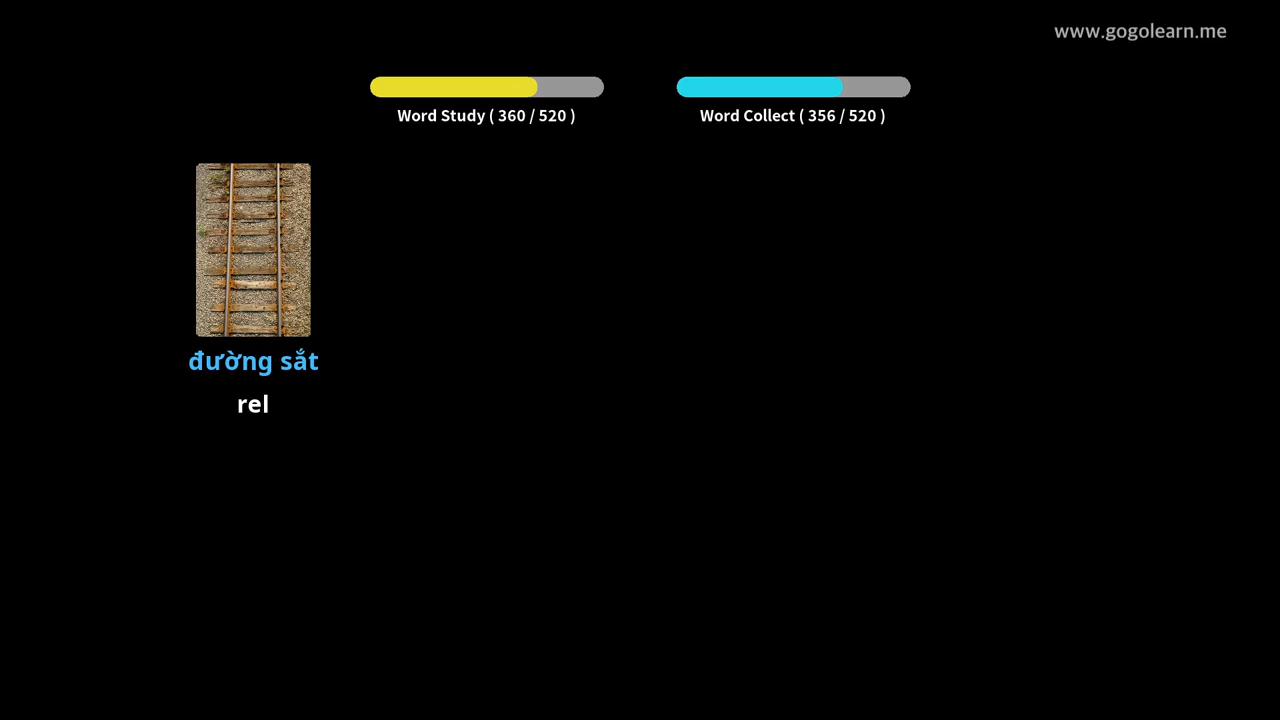 www.gogolearn.me
Word Study ( 360 / 520 )
Word Collect ( 356 / 520 )
đường sắt
rel